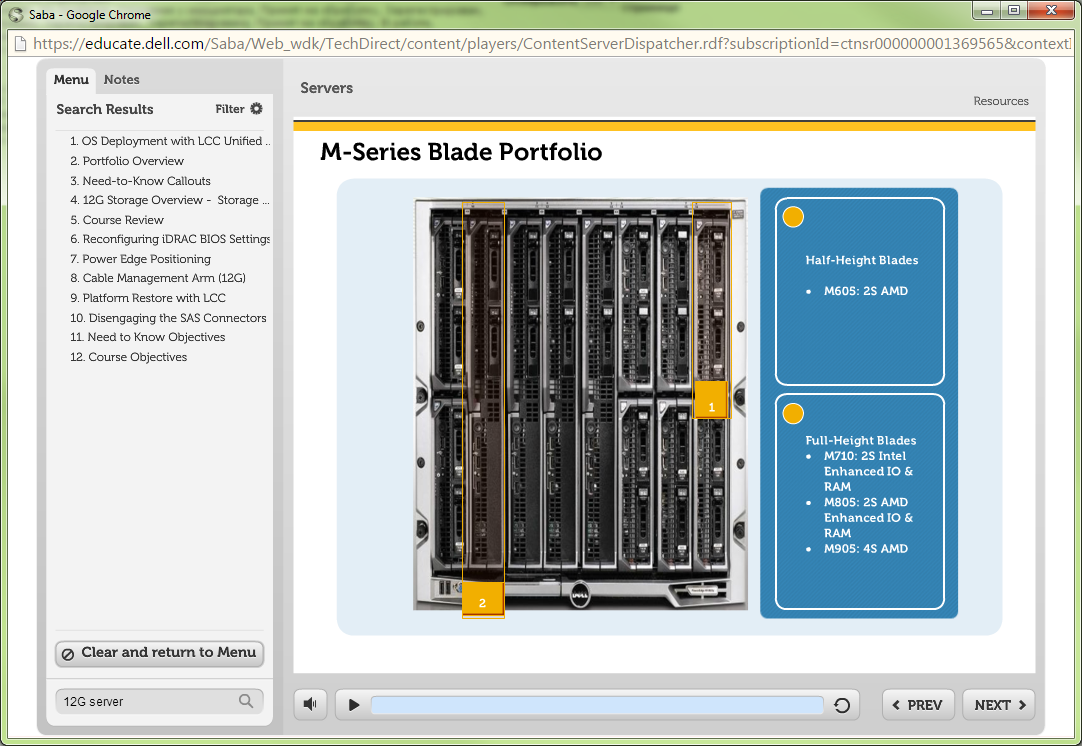 Saba - Google Chrome
https://educate.dell.com/Saba/Web_wdk/TechDirect/content/players/ContentServerDispatcher.rdf?subscriptionId=ctnsr000000001369565&context
Menu
Notes
Search Results
Filter
1. OS Deployment with LCC Unified ..
2. Portfolio Overview
3. Need-to-Know Callouts
4. 12G Storage Overview - Storage ...
5. Course Review
6. Reconfiguring iDRAC BIOS Settings
7. Power Edge Positioning
8. Cable Management Arm (12G)
9. Platform Restore with LCC
10. Disengaging the SAS Connectors
11. Need to Know Objectives
12. Course Objectives
Clear and return to Menu
12G server
Servers
Resources
M-Series Blade Portfolio
1
2
DELL
Half-Height Blades
• M605: 2S AMD
Full-Height Blades
• M710: 2S Intel
Enhanced IO &
RAM
• M805: 2S AMD
Enhanced IO &
RAM
• M905: 4S AMD
PREV
NEXT